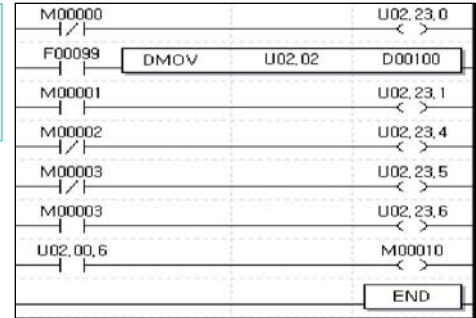 M00000 U02,23,0
F00099 DMOV U02,02 D00100
M00001 U02,23,1
M00002 U02,23,4
M00003 U02,23,5
M00003 U02,23,6
U02,00,6 M00010
END